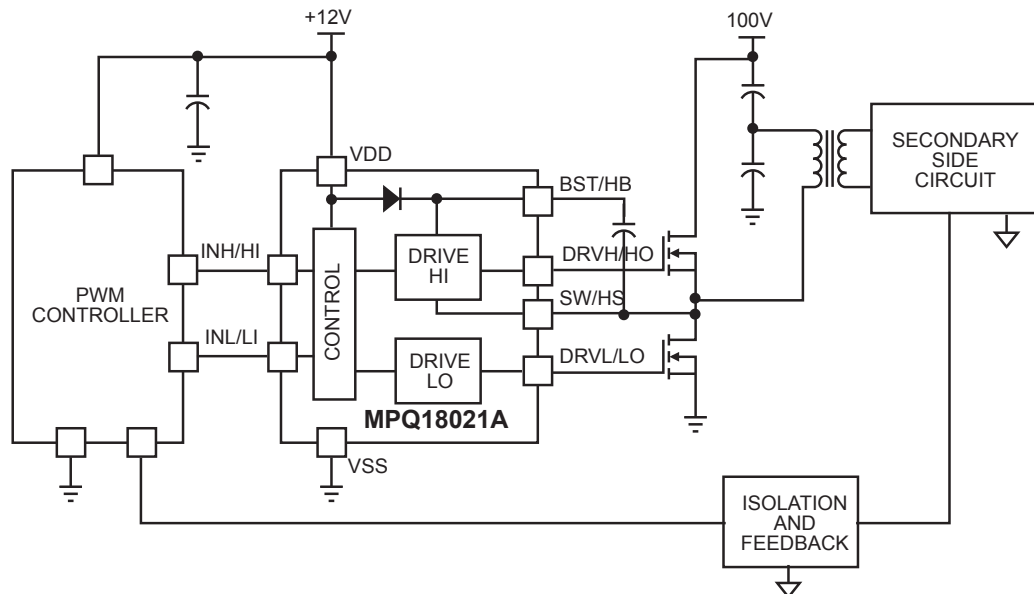 +12V
100V
VDD
SECONDARY
SIDE
CIRCUIT
BST/HB
INH/HI
DRIVE
HI
DRVH/HO
PWM
CONTROLLER
CONTROL
SW/HS
INL/LI
DRIVE
LO
DRVL/LO
MPQ18021A
VSS
ISOLATION
AND
FEEDBACK